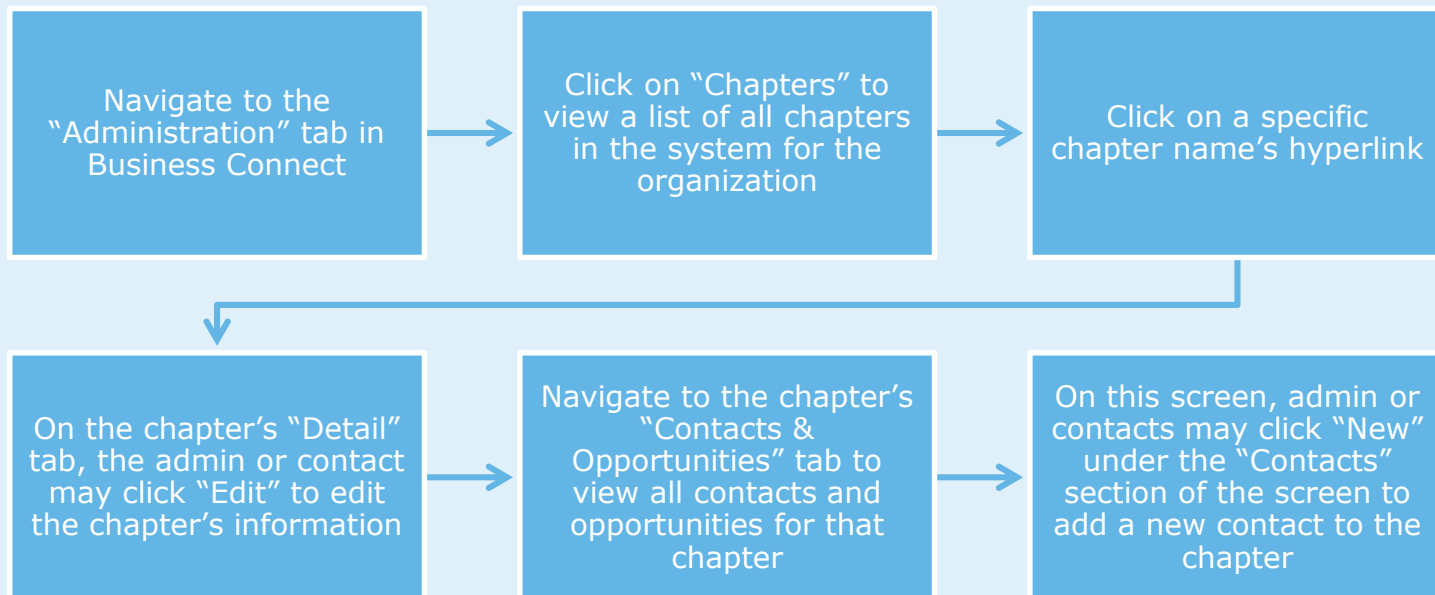 Navigate to the
“Administration” tab in
Business Connect
Click on “Chapters” to
view a list of all chapters
in the system for the
organization
Click on a specific
chapter name’s hyperlink
On the chapter’s “Detail”
tab, the admin or contact
may click “Edit” to edit
the chapter’s information
Navigate to the chapter’s
“Contacts &
Opportunities” tab to
view all contacts and
opportunities for that
chapter
On this screen, admin or
contacts may click “New”
under the “Contacts”
section of the screen to
add a new contact to the
chapter